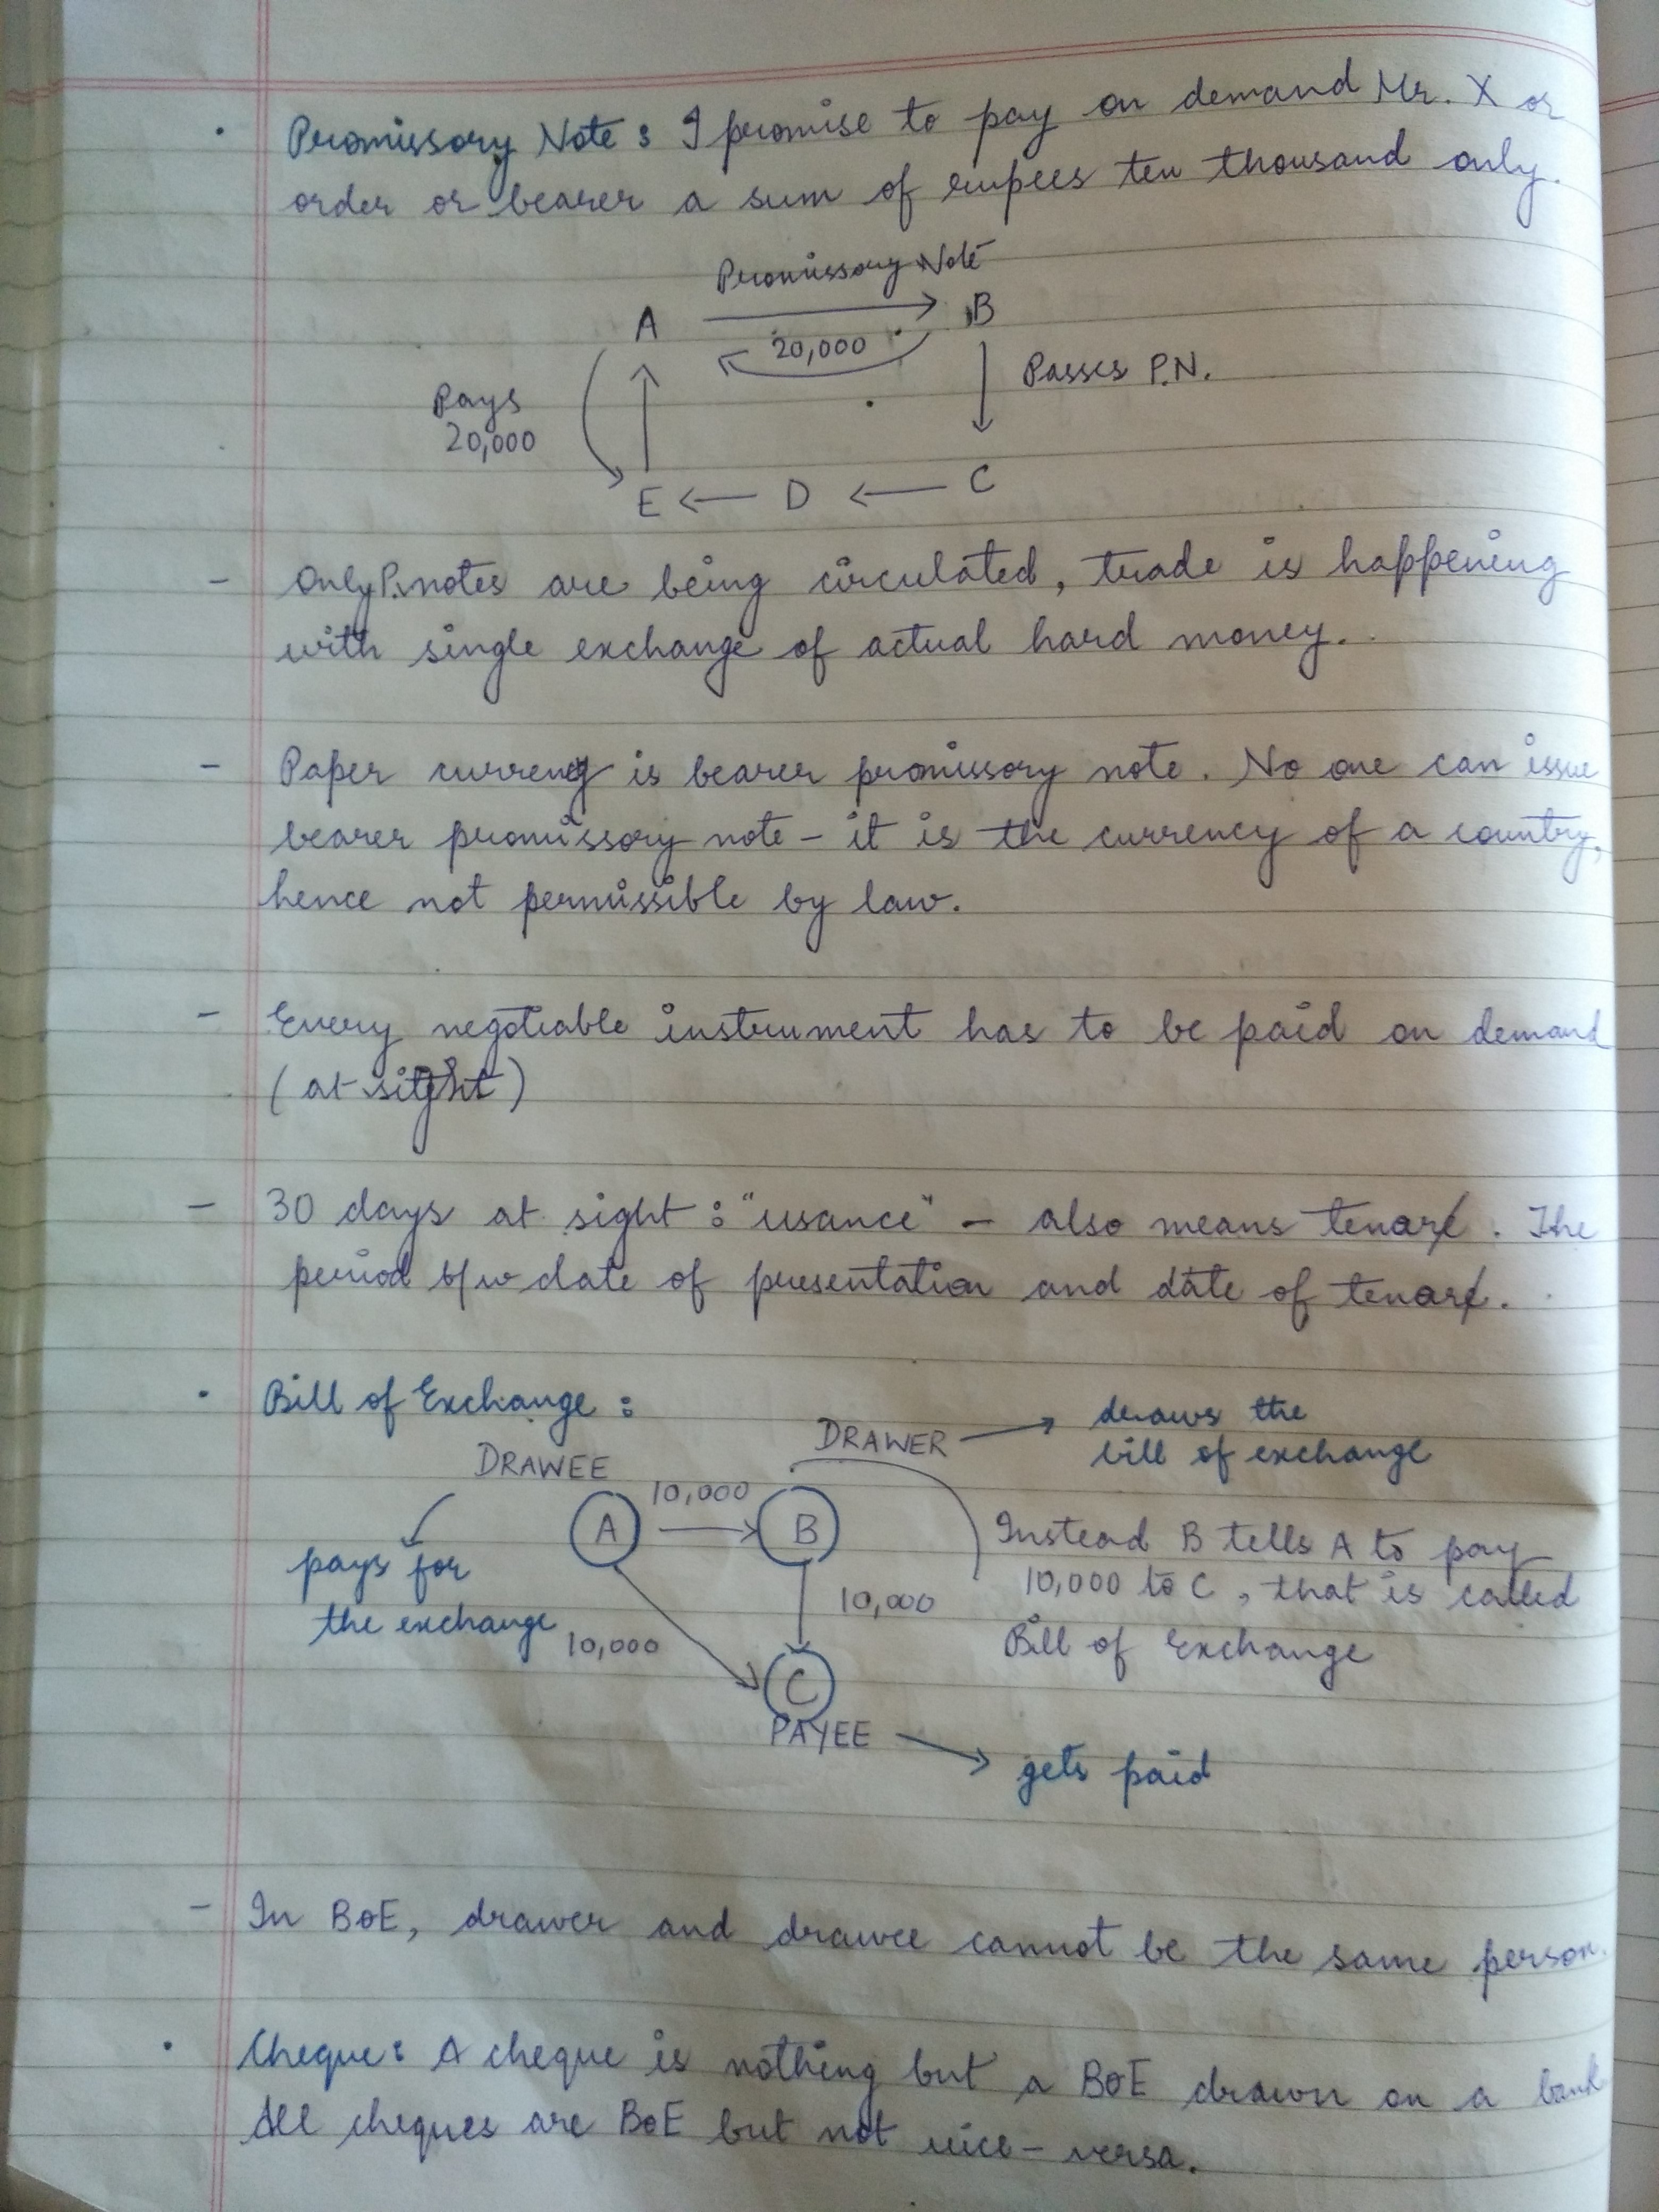 • Promissory Note : I promise to pay on demand Mr. X or
order or bearer a sum of rupees ten thousand only.
Promissory Note
A B
20,000
Passes P.N.
Pays
20,000
E D C
- Only P. notes are being circulated, trade is happening
with single exchange of actual hard money.
- Paper currency is bearer promissory note. No one can issue
bearer promissory note - it is the currency of a country,
hence not permissible by law.
- Every negotiable instrument has to be paid on demand
(at sight)
- 30 days at sight : "usance" - also means tenor. The
period b/w date of presentation and date of tenor.
• Bill of Exchange :
DRAWER draws the
bill of exchange
DRAWEE
10,000
A B
pays for
the exchange
Instead B tells A to pay
10,000 to C, that is called
Bill of Exchange
10,000
10,000
C
PAYEE
gets paid
- In BoE, drawer and drawee cannot be the same person.
• Cheque : A cheque is nothing but a BoE drawn on a bank
All cheques are BoE but not vice-versa.